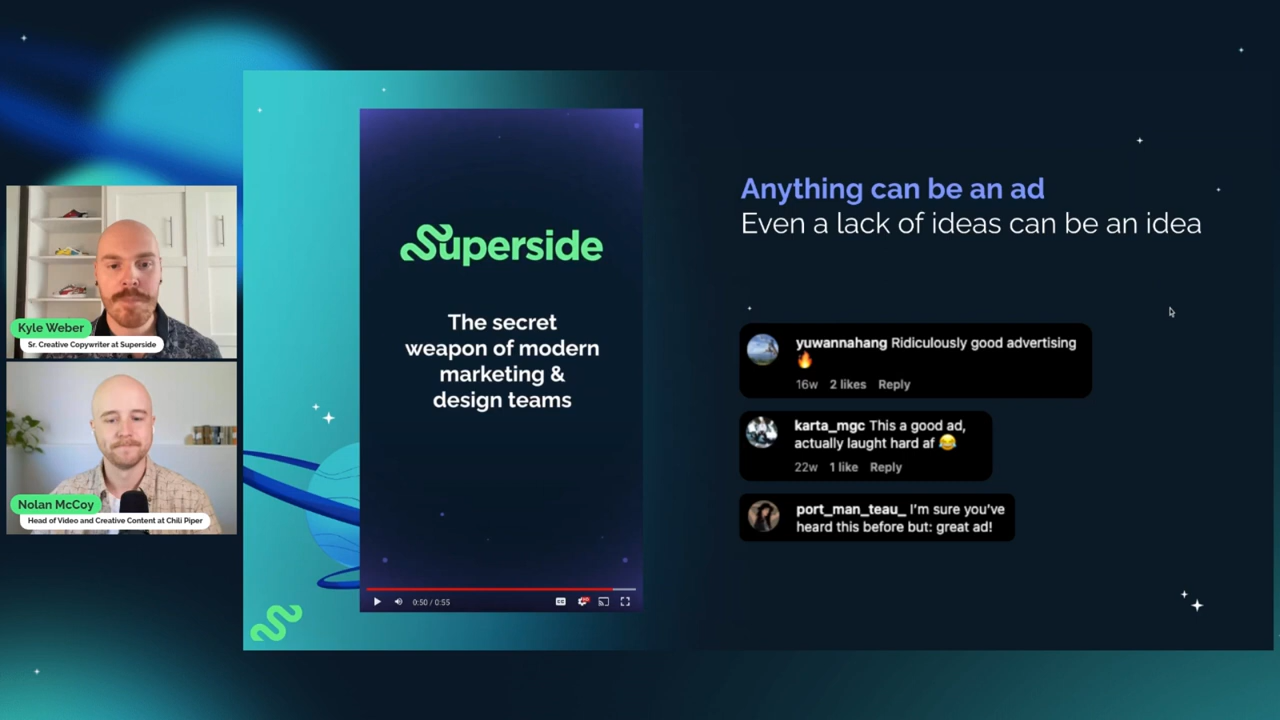 Kyle Weber
Sr. Creative Copywriter at Superside
Nolan McCoy
Head of Video and Creative Content at Chili Piper
Superside
The secret
weapon of modern
marketing &
design teams
0:50 / 0:55
CC
HD
Anything can be an ad
Even a lack of ideas can be an idea
yuwannahang Ridiculously good advertising
🔥
16w 2 likes Reply
karta_mgc This a good ad,
actually laught hard af 😂
22w 1 like Reply
port_man_teau_ I'm sure you've
heard this before but: great ad!